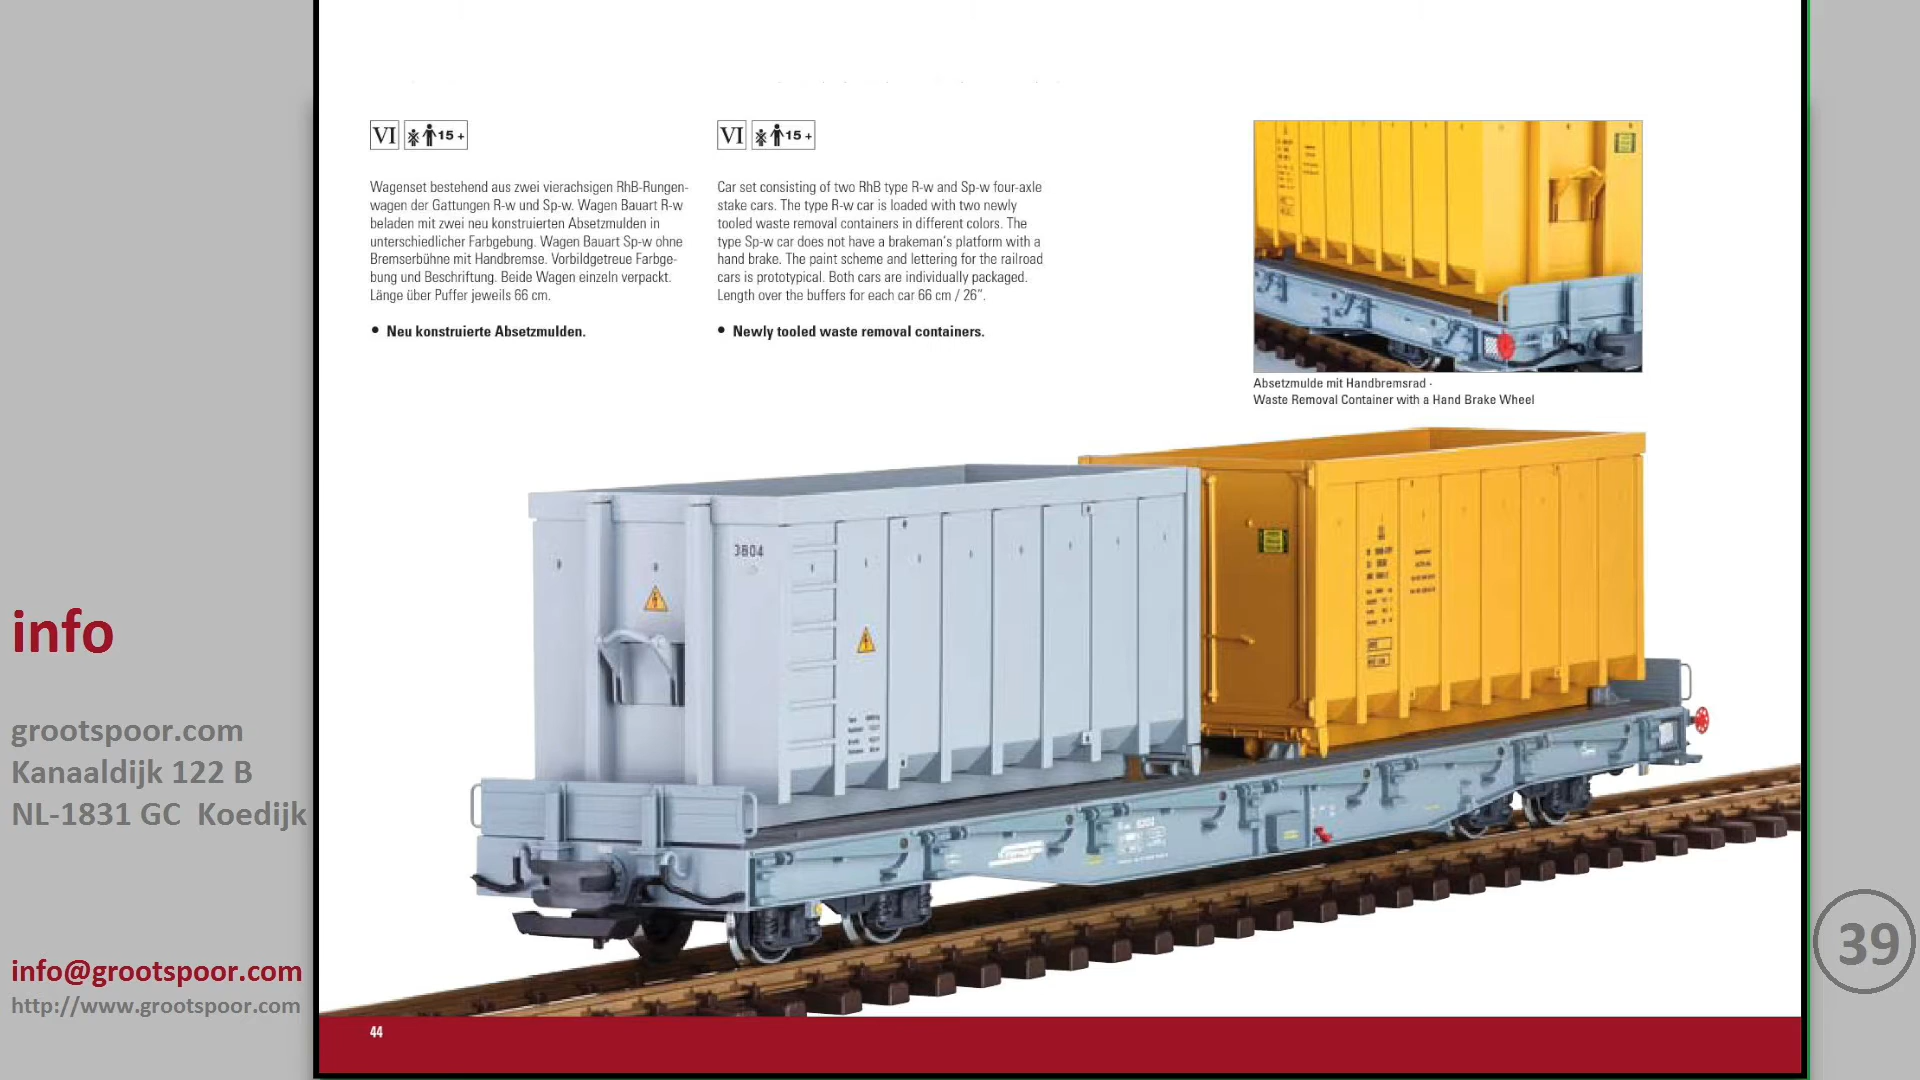 VI 15 +
Wagenset bestehend aus zwei vierachsigen RhB-Rungen-
wagen der Gattungen R-w und Sp-w. Wagen Bauart R-w
beladen mit zwei neu konstruierten Absetzmulden in
unterschiedlicher Farbgebung. Wagen Bauart Sp-w ohne
Bremserbühne mit Handbremse. Vorbildgetreue Farbge-
bung und Beschriftung. Beide Wagen einzeln verpackt.
Länge über Puffer jeweils 66 cm.
• Neu konstruierte Absetzmulden.
VI 15 +
Car set consisting of two RhB type R-w and Sp-w four-axle
stake cars. The type R-w car is loaded with two newly
tooled waste removal containers in different colors. The
type Sp-w car does not have a brakeman's platform with a
hand brake. The paint scheme and lettering for the railroad
cars is prototypical. Both cars are individually packaged.
Length over the buffers for each car 66 cm / 26”.
• Newly tooled waste removal containers.
Absetzmulde mit Handbremsrad ·
Waste Removal Container with a Hand Brake Wheel
3804
info
grootspoor.com
Kanaaldijk 122 B
NL-1831 GC Koedijk
info@grootspoor.com
http://www.grootspoor.com
44
39